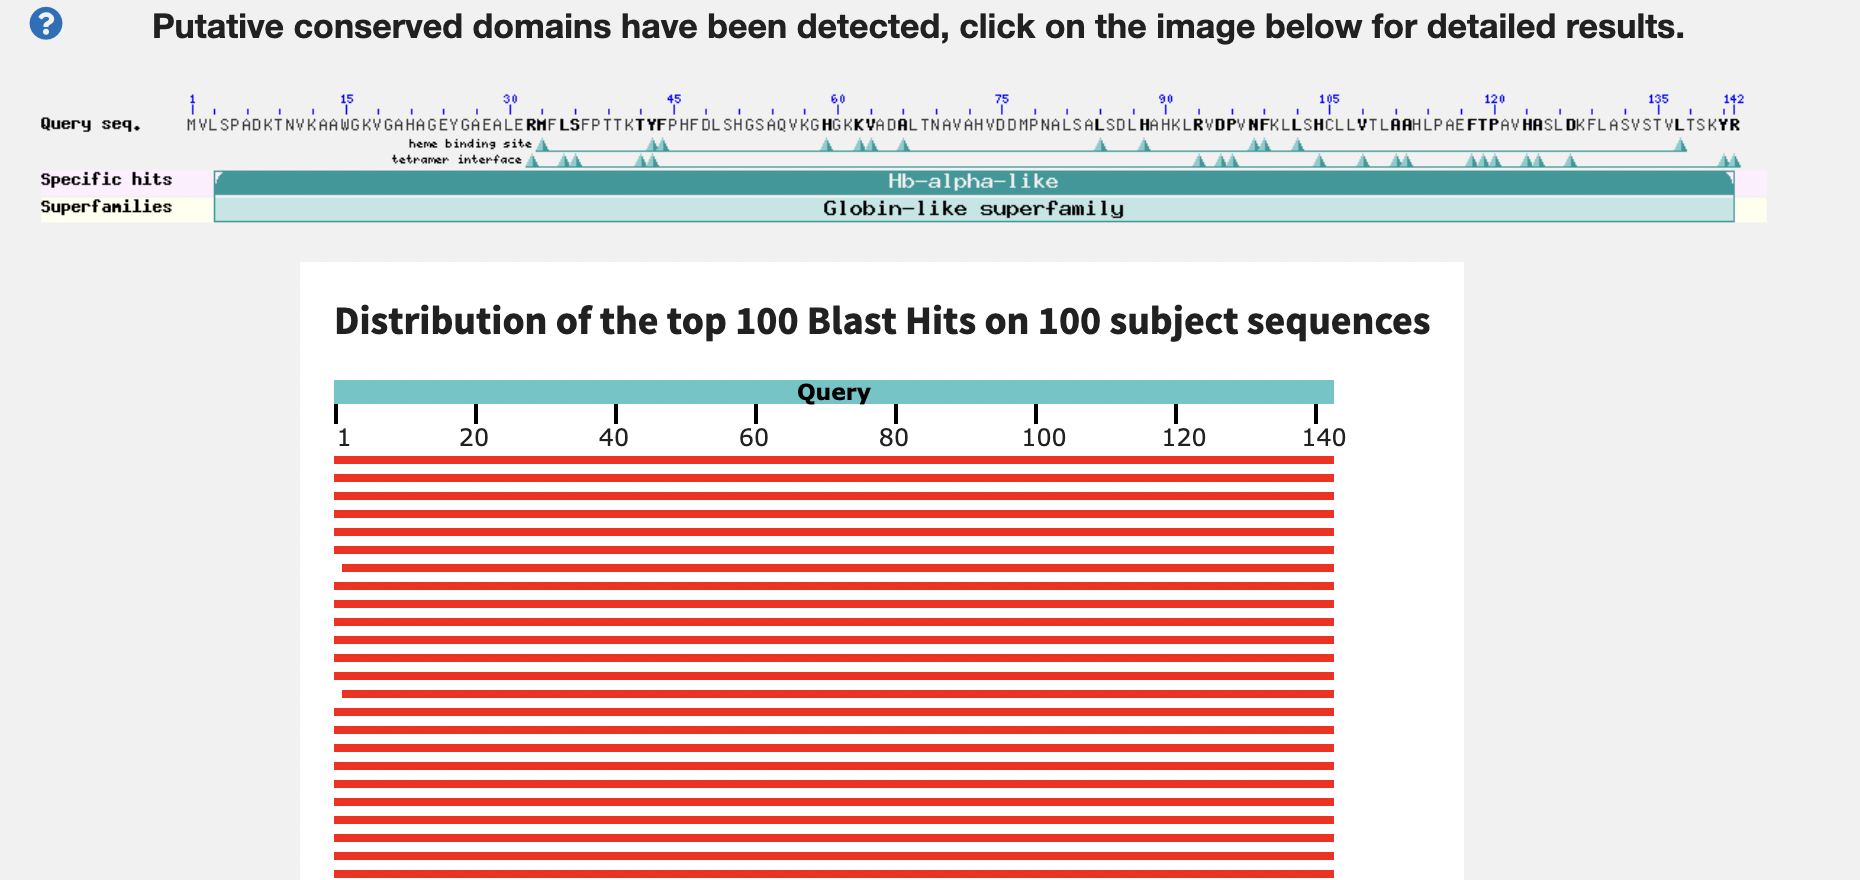 ?
Putative conserved domains have been detected, click on the image below for detailed results.
1 15 30 45 60 75 90 105 120 135 142
Query seq. MVLSPADKTNVKAAWGKVGAHAGEYGAEALERMFLSFPTTKTYFPHFDLSHGSAQVKGHGKKVADALTNAVAHVDDMPNALSALSDLHAHKLRVDPVNFKLLSHCLLVTLAAHLPAEFTPAVHASLDKFLASVSTVLTSKYR
heme binding site
tetramer interface
Specific hits Hb-alpha-like
Superfamilies Globin-like superfamily
Distribution of the top 100 Blast Hits on 100 subject sequences
Query
1 20 40 60 80 100 120 140